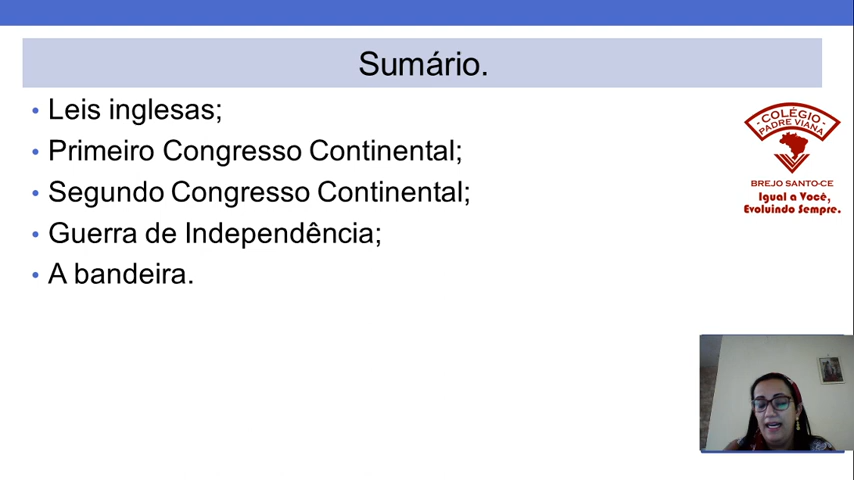 Sumário.
• Leis inglesas;
• Primeiro Congresso Continental;
• Segundo Congresso Continental;
• Guerra de Independência;
• A bandeira.
COLÉGIO
PADRE VIANA
BREJO SANTO-CE
Igual a Você,
Evoluindo Sempre.